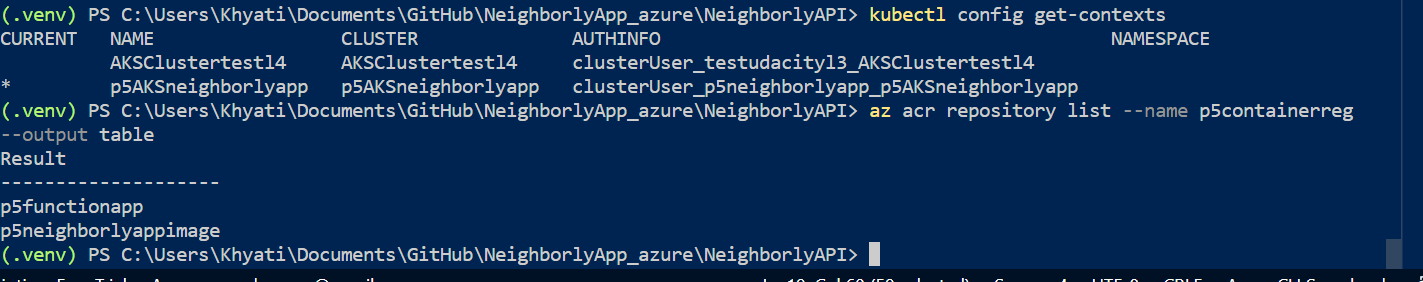 (.venv) PS C:\Users\Khyati\Documents\GitHub\NeighborlyApp_azure\NeighborlyAPI> kubectl config get-contexts
CURRENT NAME CLUSTER AUTHINFO NAMESPACE
AKSClustertestl4 AKSClustertestl4 clusterUser_testudacityl3_AKSClustertestl4
* p5AKSneighborlyapp p5AKSneighborlyapp clusterUser_p5neighborlyapp_p5AKSneighborlyapp
(.venv) PS C:\Users\Khyati\Documents\GitHub\NeighborlyApp_azure\NeighborlyAPI> az acr repository list --name p5containerreg
--output table
Result
--------------------
p5functionapp
p5neighborlyappimage
(.venv) PS C:\Users\Khyati\Documents\GitHub\NeighborlyApp_azure\NeighborlyAPI>